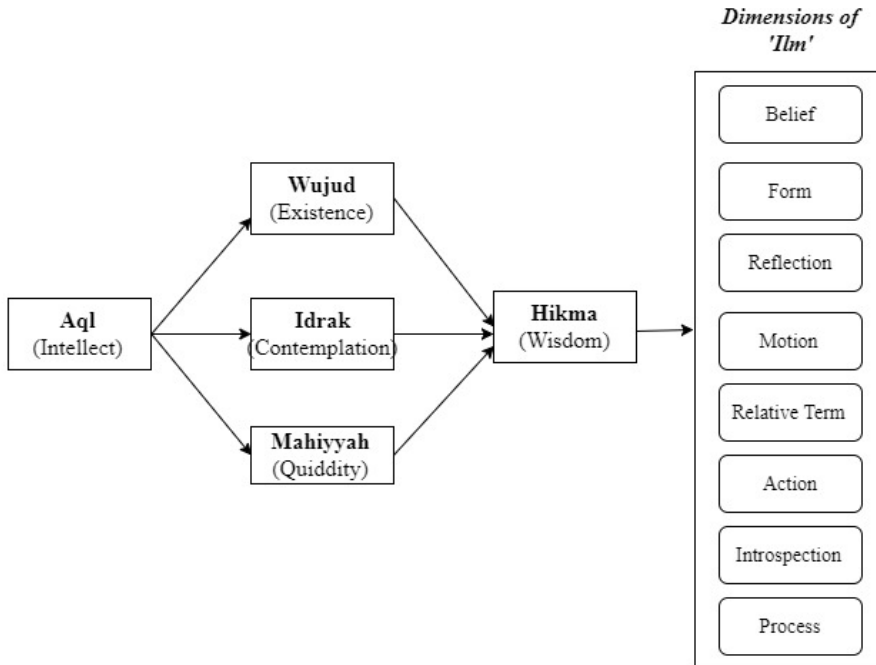 Dimensions of
'Ilm'
Belief
Form
Reflection
Motion
Relative Term
Action
Introspection
Process
Wujud
(Existence)
Aql
(Intellect)
Idrak
(Contemplation)
Mahiyyah
(Quiddity)
Hikma
(Wisdom)